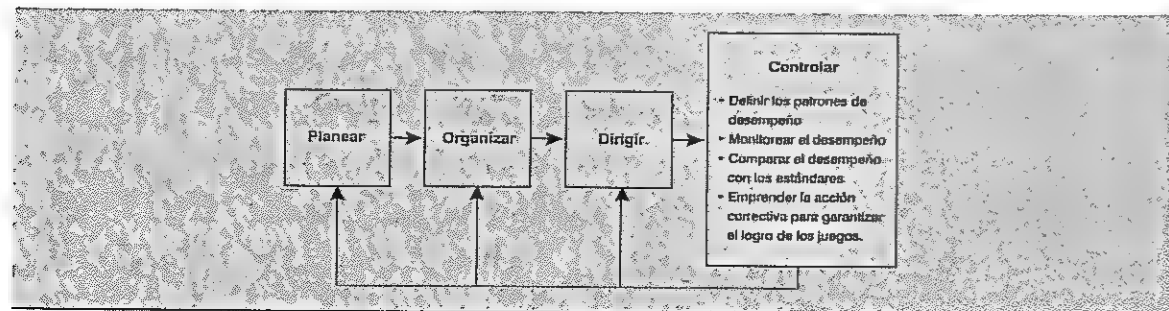 Planear
Organizar
Dirigir.
Controlar
• Definir los patrones de
desempeño
• Monitorear el desempeño
• Comparar el desempeño
con los estándares
• Emprender la acción
correctiva para garantizar
el logro de los juegos.